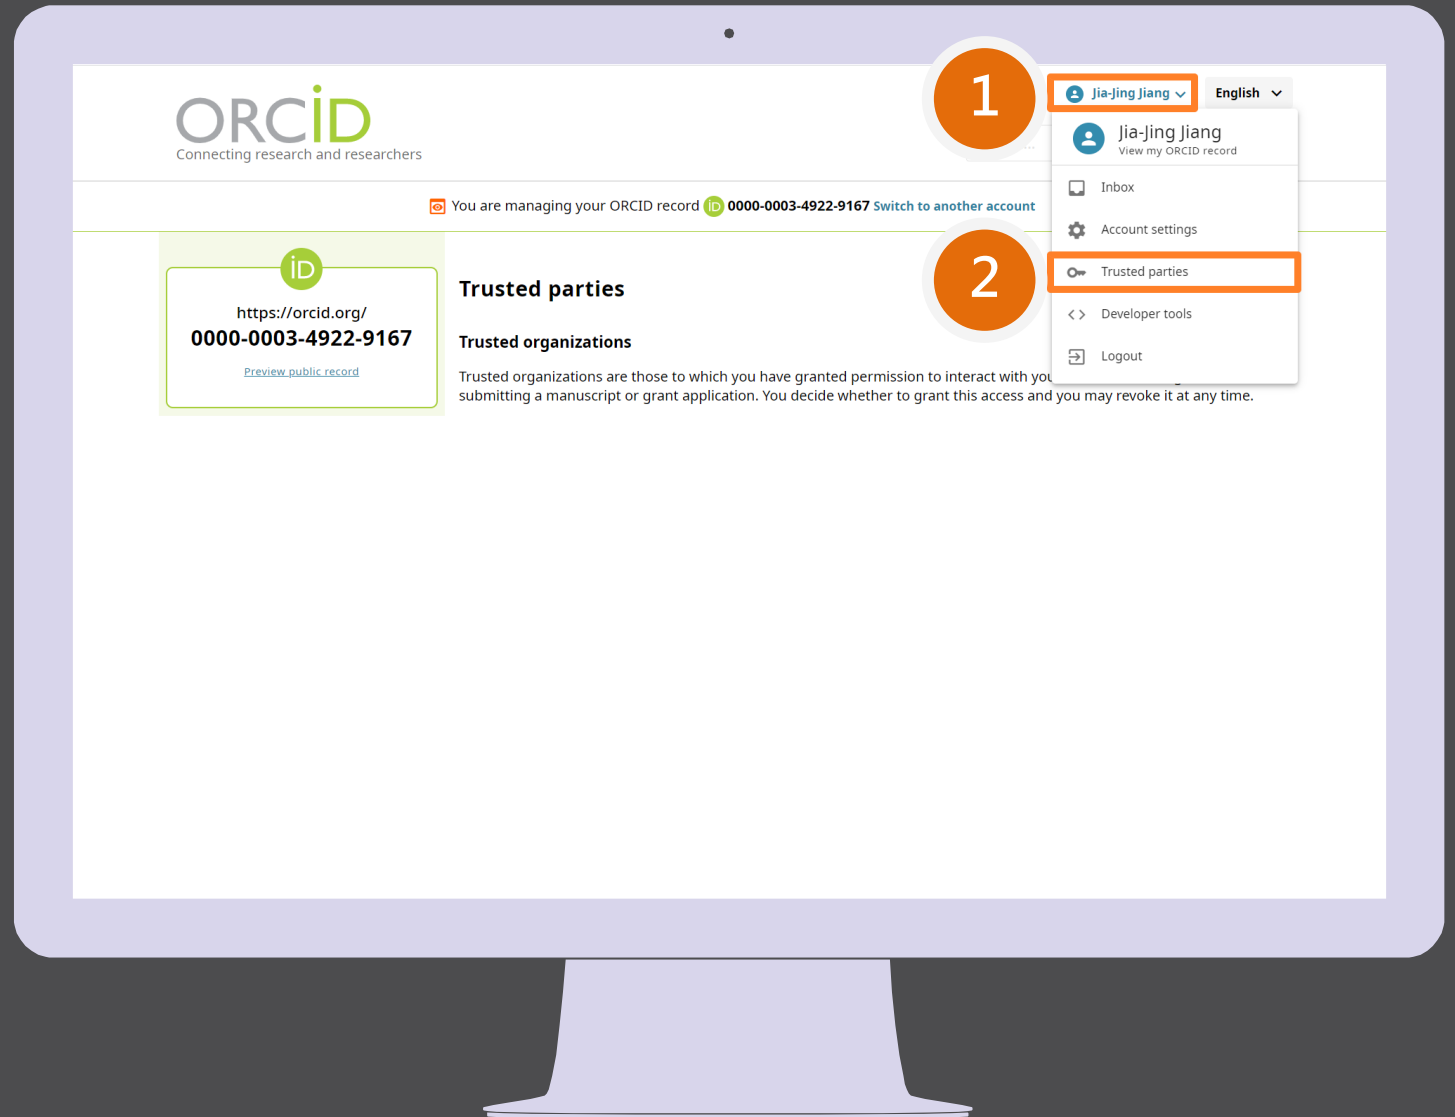 ORCID
Connecting research and researchers
1
Jia-Jing Jiang
English
Jia-Jing Jiang
View my ORCID record
Inbox
You are managing your ORCID record iD 0000-0003-4922-9167 Switch to another account
Account settings
2
Trusted parties
Developer tools
Logout
iD
https://orcid.org/
0000-0003-4922-9167
Preview public record
Trusted parties
Trusted organizations
Trusted organizations are those to which you have granted permission to interact with
submitting a manuscript or grant application. You decide whether to grant this access and you may revoke it at any time.